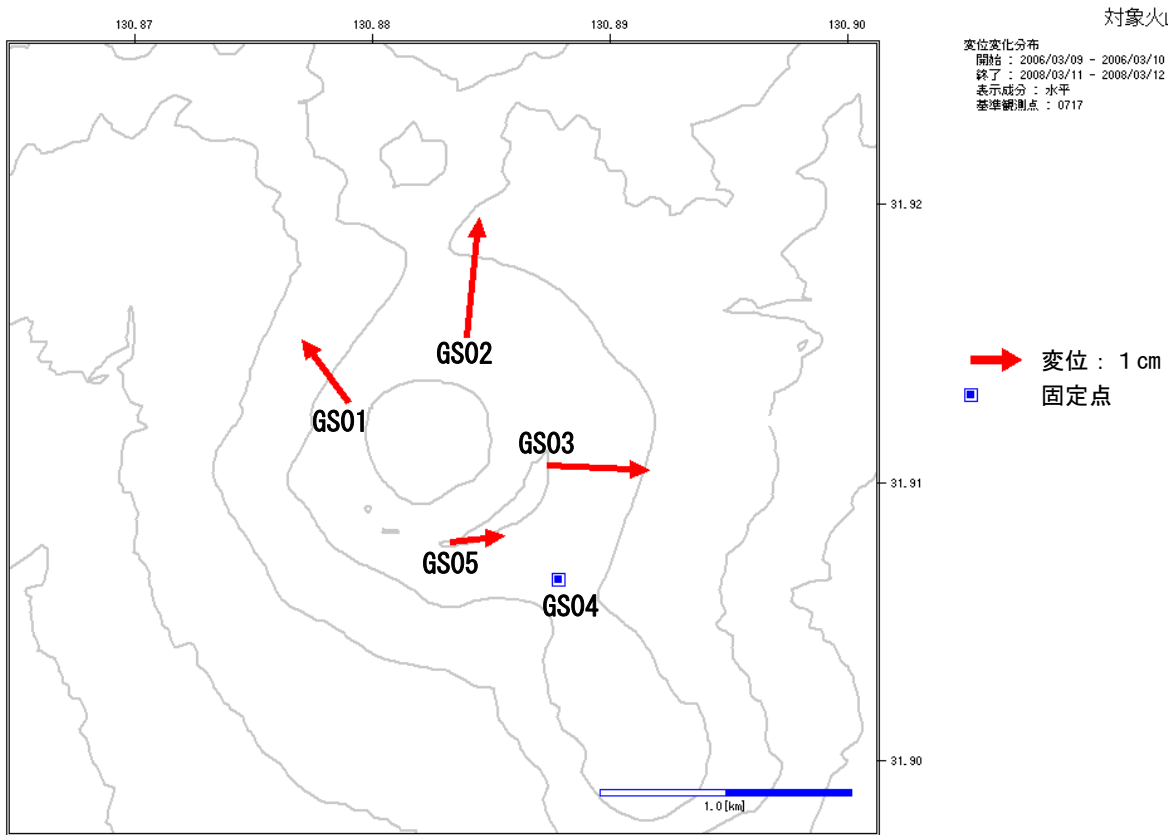 対象火
130.87 130.88 130.89 130.90
変位変化分布
開始 : 2006/03/09 - 2006/03/10
終了 : 2008/03/11 - 2008/03/12
表示成分 : 水平
基準観測点 : 0717
31.92
GS02
変位 : 1cm
固定点
GS01
GS03
31.91
GS05
GS04
31.90
1.0[km]